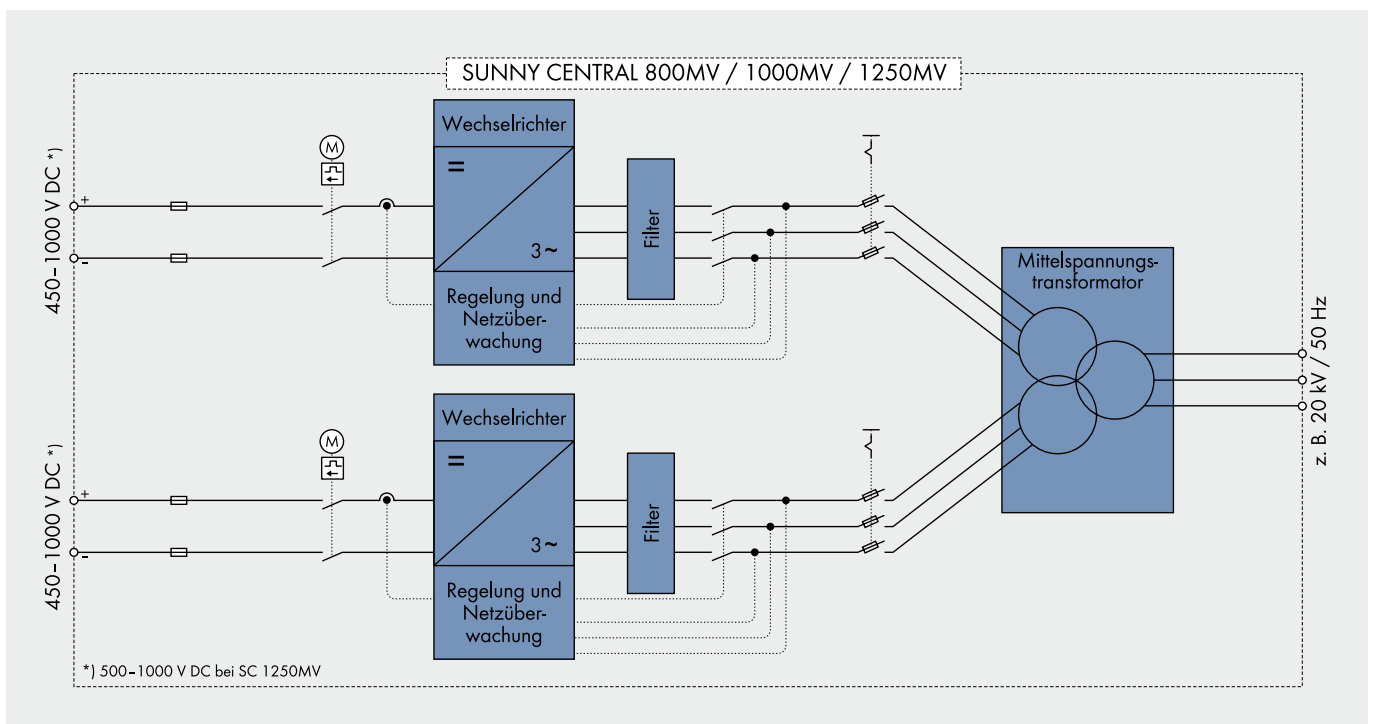 SUNNY CENTRAL 800MV / 1000MV / 1250MV
450–1000 V DC *)
+
-
M
Wechselrichter
=
3~
Regelung und
Netzüber-
wachung
Filter
Mittelspannungs-
transformator
z. B. 20 kV / 50 Hz
450–1000 V DC *)
+
-
M
Wechselrichter
=
3~
Regelung und
Netzüber-
wachung
Filter
*) 500–1000 V DC bei SC 1250MV